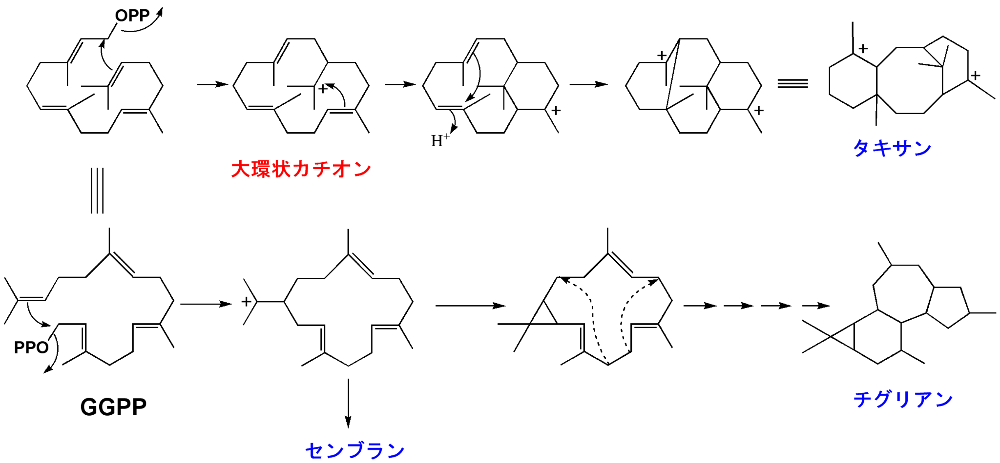 OPP
+
+
H+
+
+
+
+
大環状カチオン
タキサン
+
PPO
GGPP
チグリアン
センブラン